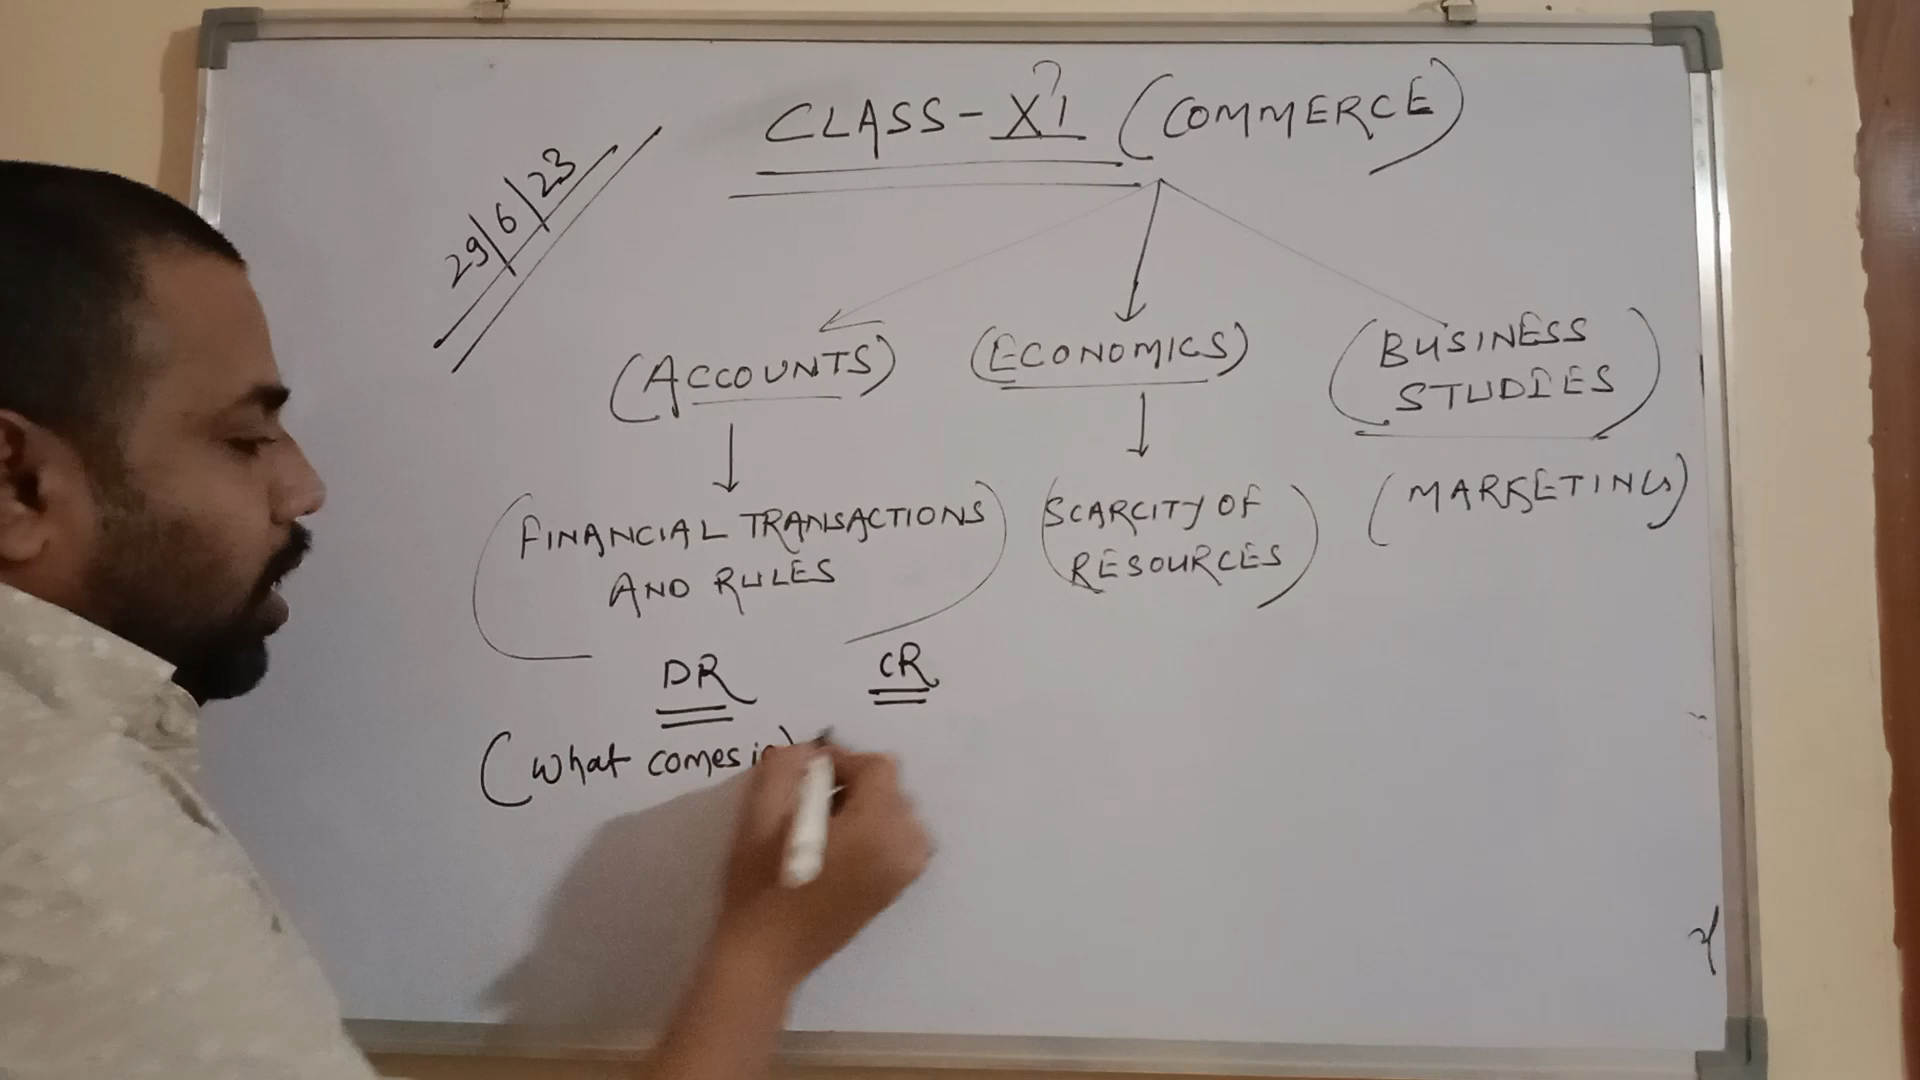 CLASS - XI (COMMERCE)
29/6/23
(ACCOUNTS)
(ECONOMICS)
(BUSINESS
STUDIES)
(FINANCIAL TRANSACTIONS
AND RULES)
(SCARCITY OF
RESOURCES)
(MARKETING)
DR
CR
(What comes in)